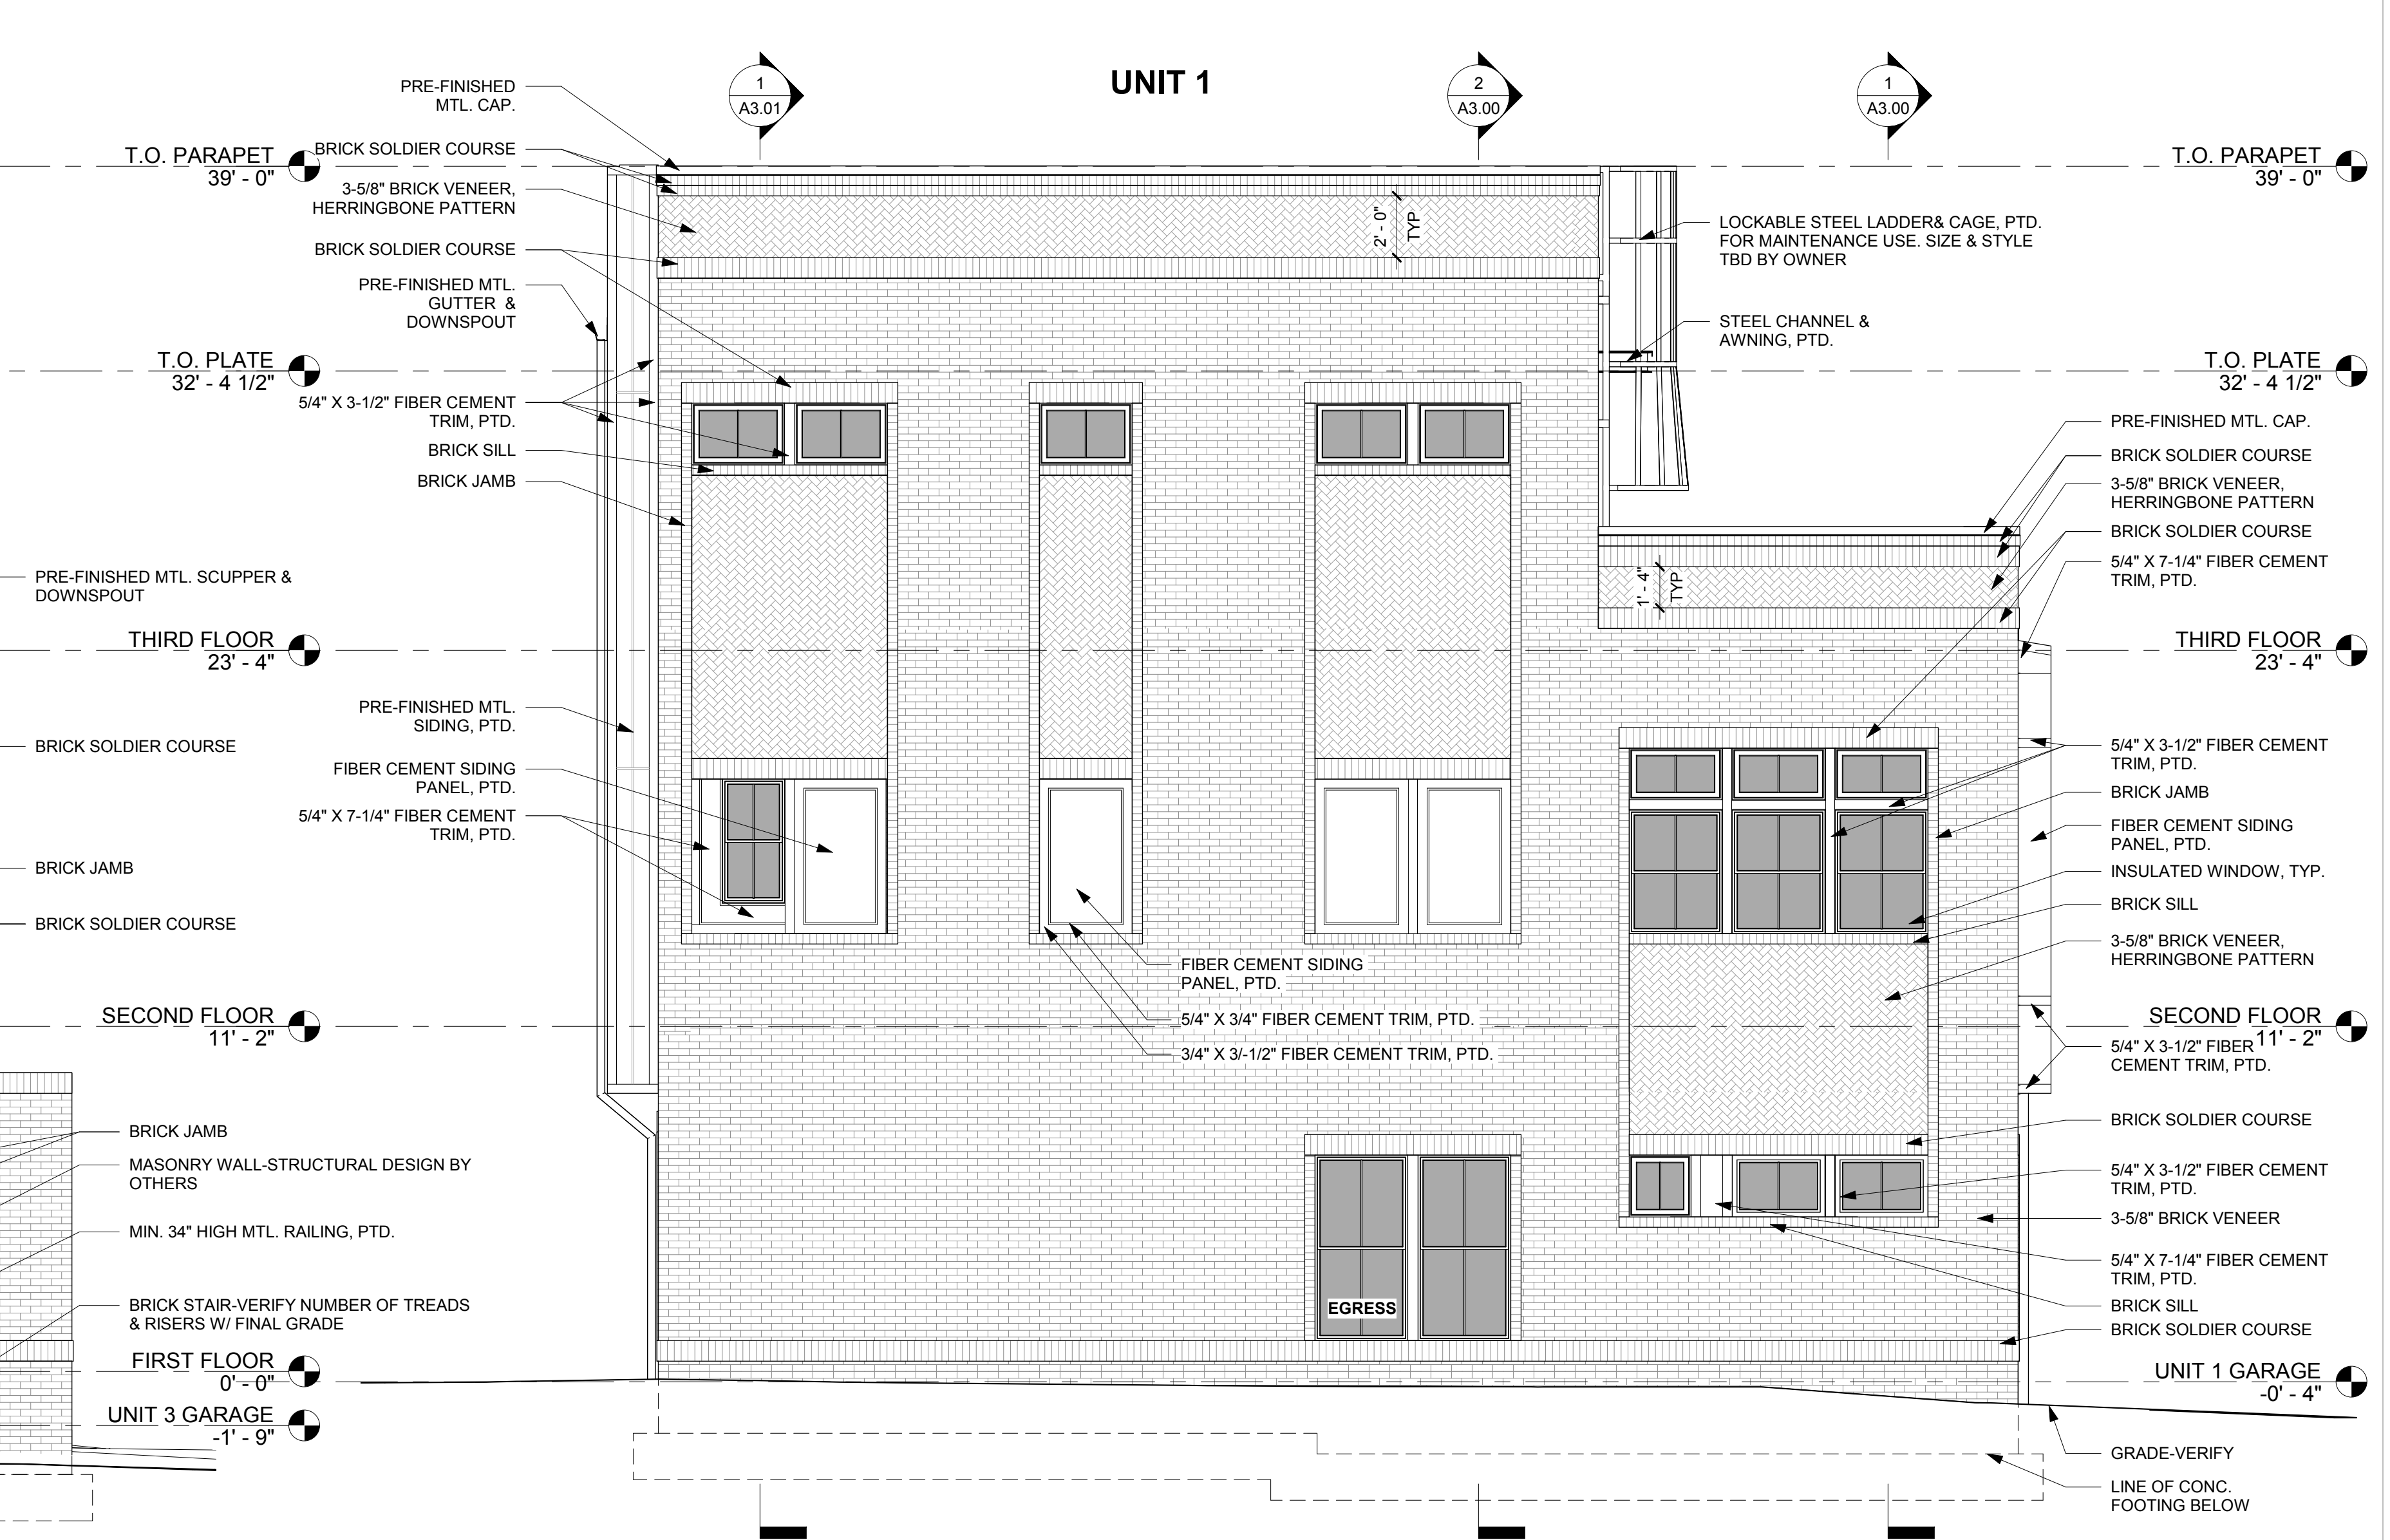 UNIT 1
1
A3.01
2
A3.00
1
A3.00
PRE-FINISHED
MTL. CAP.
T.O. PARAPET
39' - 0"
BRICK SOLDIER COURSE
3-5/8" BRICK VENEER,
HERRINGBONE PATTERN
BRICK SOLDIER COURSE
PRE-FINISHED MTL.
GUTTER &
DOWNSPOUT
T.O. PLATE
32' - 4 1/2"
5/4" X 3-1/2" FIBER CEMENT
TRIM, PTD.
BRICK SILL
BRICK JAMB
PRE-FINISHED MTL. SCUPPER &
DOWNSPOUT
THIRD FLOOR
23' - 4"
PRE-FINISHED MTL.
SIDING, PTD.
BRICK SOLDIER COURSE
FIBER CEMENT SIDING
PANEL, PTD.
5/4" X 7-1/4" FIBER CEMENT
TRIM, PTD.
BRICK JAMB
BRICK SOLDIER COURSE
SECOND FLOOR
11' - 2"
BRICK JAMB
MASONRY WALL-STRUCTURAL DESIGN BY
OTHERS
MIN. 34" HIGH MTL. RAILING, PTD.
BRICK STAIR-VERIFY NUMBER OF TREADS
& RISERS W/ FINAL GRADE
FIRST FLOOR
0' - 0"
UNIT 3 GARAGE
-1' - 9"
2' - 0"
TYP
1' - 4"
TYP
FIBER CEMENT SIDING
PANEL, PTD.
5/4" X 3/4" FIBER CEMENT TRIM, PTD.
3/4" X 3/-1/2" FIBER CEMENT TRIM, PTD.
EGRESS
T.O. PARAPET
39' - 0"
LOCKABLE STEEL LADDER& CAGE, PTD.
FOR MAINTENANCE USE. SIZE & STYLE
TBD BY OWNER
STEEL CHANNEL &
AWNING, PTD.
T.O. PLATE
32' - 4 1/2"
PRE-FINISHED MTL. CAP.
BRICK SOLDIER COURSE
3-5/8" BRICK VENEER,
HERRINGBONE PATTERN
BRICK SOLDIER COURSE
5/4" X 7-1/4" FIBER CEMENT
TRIM, PTD.
THIRD FLOOR
23' - 4"
5/4" X 3-1/2" FIBER CEMENT
TRIM, PTD.
BRICK JAMB
FIBER CEMENT SIDING
PANEL, PTD.
INSULATED WINDOW, TYP.
BRICK SILL
3-5/8" BRICK VENEER,
HERRINGBONE PATTERN
SECOND FLOOR
11' - 2"
5/4" X 3-1/2" FIBER
CEMENT TRIM, PTD.
BRICK SOLDIER COURSE
5/4" X 3-1/2" FIBER CEMENT
TRIM, PTD.
3-5/8" BRICK VENEER
5/4" X 7-1/4" FIBER CEMENT
TRIM, PTD.
BRICK SILL
BRICK SOLDIER COURSE
UNIT 1 GARAGE
-0' - 4"
GRADE-VERIFY
LINE OF CONC.
FOOTING BELOW